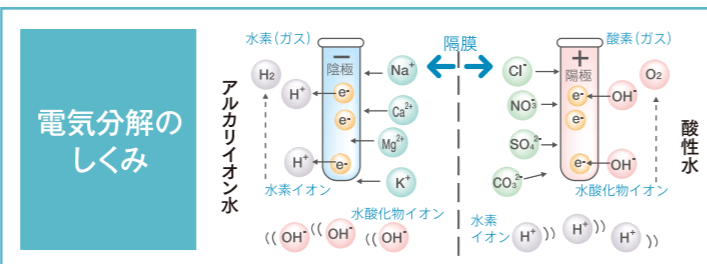 電気分解の
しくみ
水素（ガス）
H2
H⁺
H⁺
水素イオン
アルカリイオン水
−
陰極
e-
e-
e-
Na⁺
Ca²⁺
Mg²⁺
K⁺
水酸化物イオン
((OH⁻
((OH⁻
((OH⁻
隔膜
Cl⁻
NO³⁻
SO₄²⁻
CO₃²⁻
+
陽極
e-
e-
e-
酸素（ガス）
OH⁻
OH⁻
O2
水酸化物イオン
酸性水
水素
イオン
H⁺))
H⁺))
H⁺))